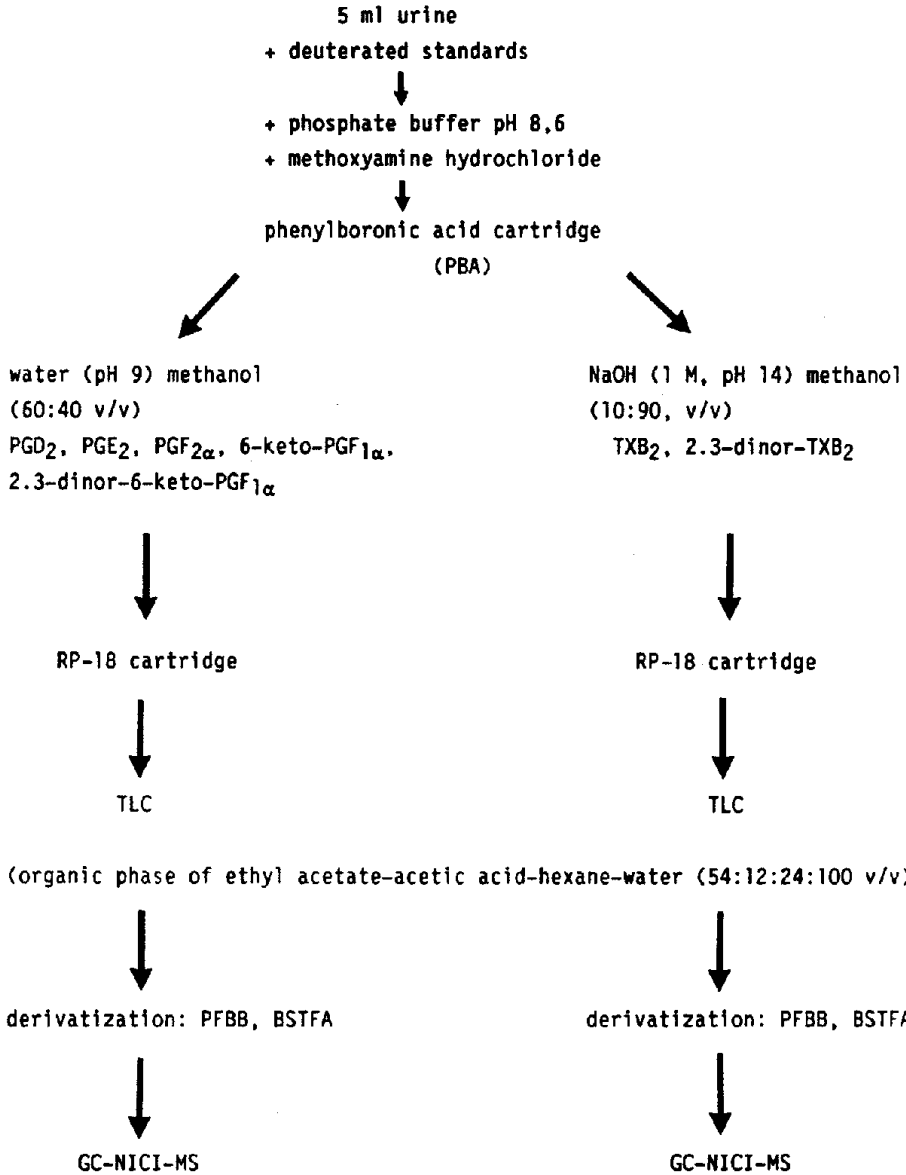 5 ml urine
+ deuterated standards
+ phosphate buffer pH 8,6
+ methoxyamine hydrochloride
phenylboronic acid cartridge
(PBA)
water (pH 9) methanol
(60:40 v/v)
PGD2, PGE2, PGF2α, 6-keto-PGF1α.
2.3-dinor-6-keto-PGF1α
NaOH (1 M, pH 14) methanol
(10:90, v/v)
TXB2, 2.3-dinor-TXB2
RP-18 cartridge
RP-18 cartridge
TLC
TLC
(organic phase of ethyl acetate-acetic acid-hexane-water (54:12:24:100 v/v)
derivatization: PFBB, BSTFA
derivatization: PFBB, BSTFA
GC-NICI-MS
GC-NICI-MS